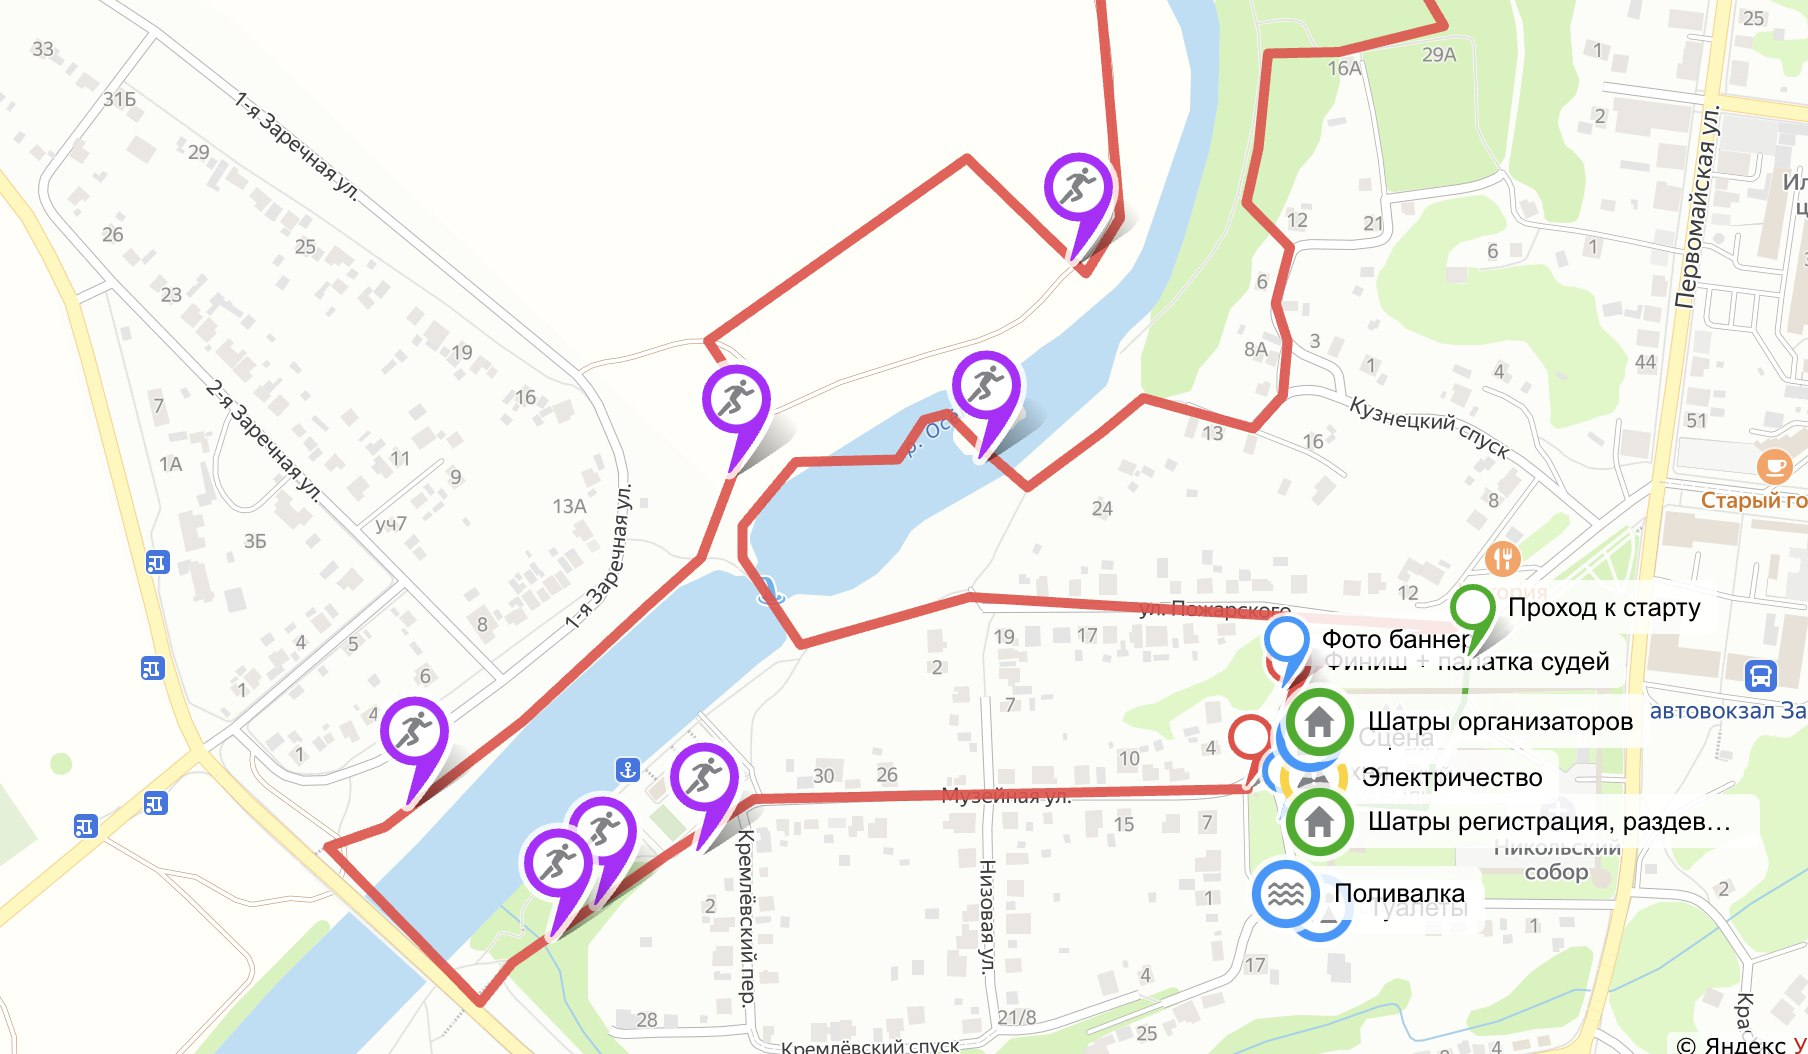 33
31Б
1-я Заречная ул.
29
26
25
23
19
16
2-я Заречная ул.
7
1А
11
9
13А
уч7
3Б
1-я Заречная ул.
8
4
6
1
4
1
16А
29А
25
1
2
Первомайская ул.
12
21
6
1
6
3
8А
1
4
44
Кузнецкий спуск
51
13
16
Старый го
24
8
12
ул. Пожарского
Проход к старту
19
17
Фото баннер
2
Финиш + палатка судей
7
Шатры организаторов
автовокзал За
4
Сцена
10
30
26
Электричество
Музейная ул.
15
7
Шатры регистрация, раздев...
Никольский
собор
Кремлёвский пер.
Низовая ул.
2
1
Поливалка
Туалеты
2
1
17
4
28
21/8
25
Кремлёвский спуск
© Яндекс У